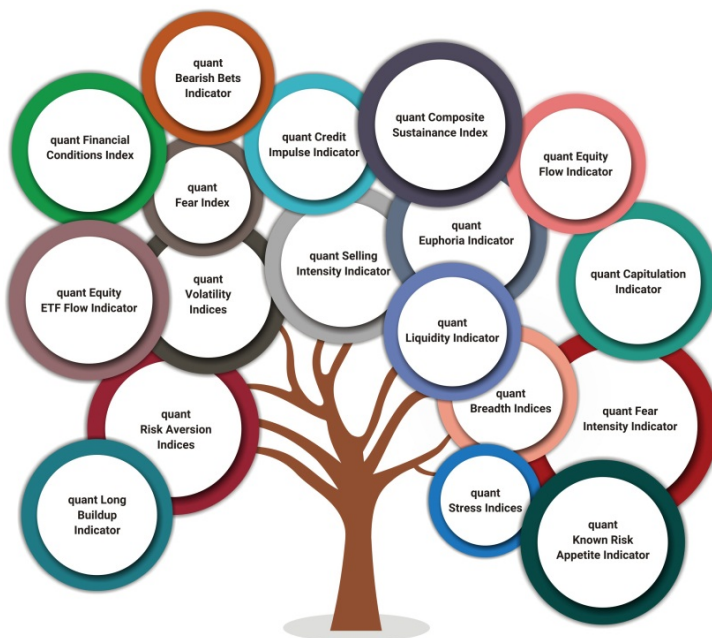 quant
Bearish Bets
Indicator
quant Financial
Conditions Index
quant Credit
Impulse Indicator
quant Composite
Sustainance Index
quant Equity
Flow Indicator
quant
Fear Index
quant
Euphoria Indicator
quant Selling
Intensity Indicator
quant Capitulation
Indicator
quant Equity
ETF Flow Indicator
quant
Volatility
Indices
quant
Liquidity Indicator
quant
Breadth Indices
quant Fear
Intensity Indicator
quant
Risk Aversion
Indices
quant Long
Buildup
Indicator
quant
Stress Indices
quant
Known Risk
Appetite Indicator